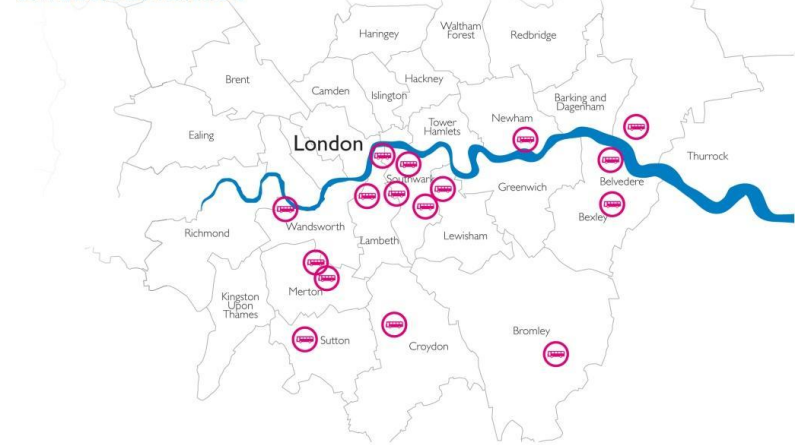 Haringey
Waltham
Forest
Redbridge
Brent
Camden
Islington
Hackney
Barking and
Dagenham
Newham
Tower
Hamlets
Ealing
London
Thurrock
Southwark
Belvedere
Greenwich
Bexley
Richmond
Wandsworth
Lambeth
Lewisham
Merton
Kingston
Upon
Thames
Sutton
Croydon
Bromley